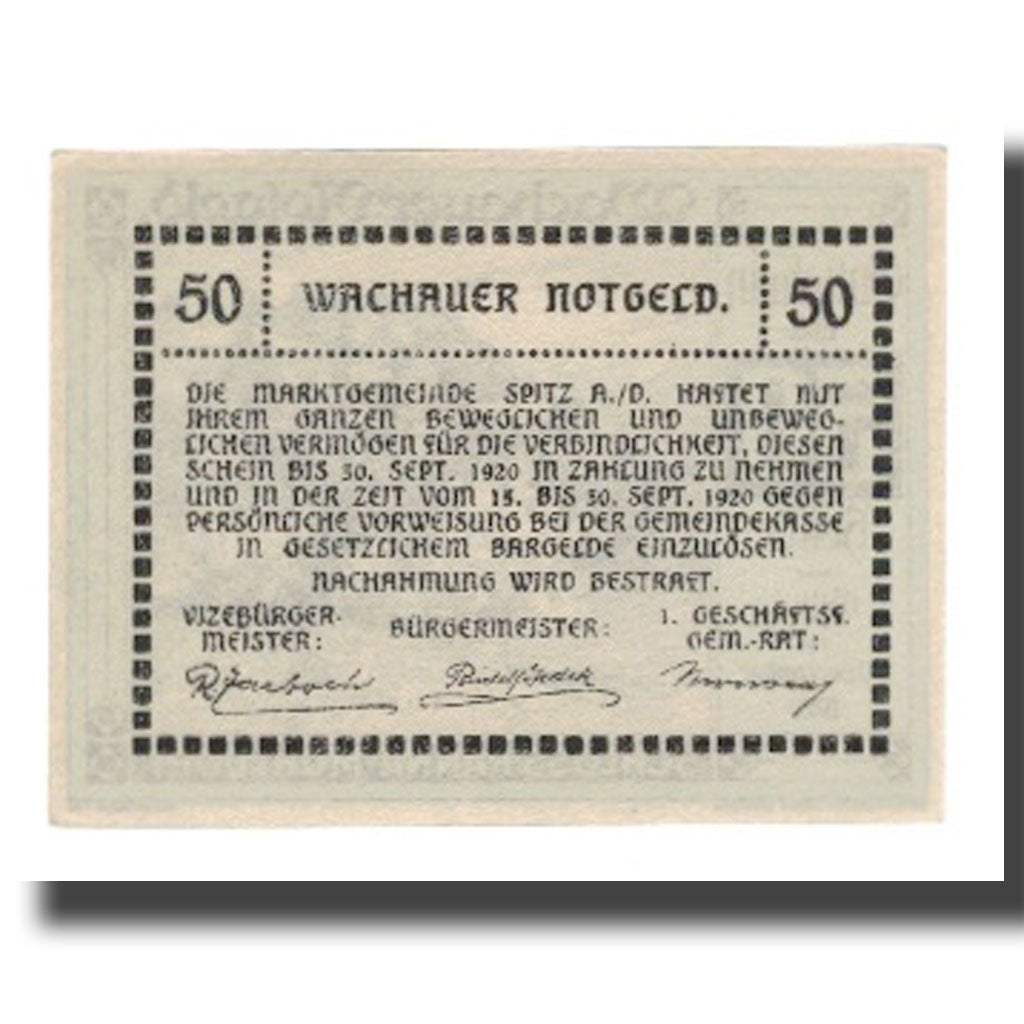 50 WACHAUER NOTGELD. 50
DIE MARKTGEMEINDE SPITZ A./D. HAFTET MIT
IHREM GANZEN BEWEGLICHEN UND UNBEWEG-
LICHEN VERMÖGEN FÜR DIE VERBINDLICHKEIT, DIESEN
SCHEIN BIS 30. SEPT. 1920 IN ZAHLUNG ZU NEHMEN
UND IN DER ZEIT VOM 15. BIS 30. SEPT. 1920 GEGEN
PERSÖNLICHE VORWEISUNG BEI DER GEMEINDEKASSE
IN GESETZLICHEM BARGELDE EINZULÖSEN.
NACHAHMUNG WIRD BESTRAFT.
VIZEBÜRGER-
MEISTER:
BÜRGERMEISTER:
1. GESCHÄFTSF.
GEM.-RAT: